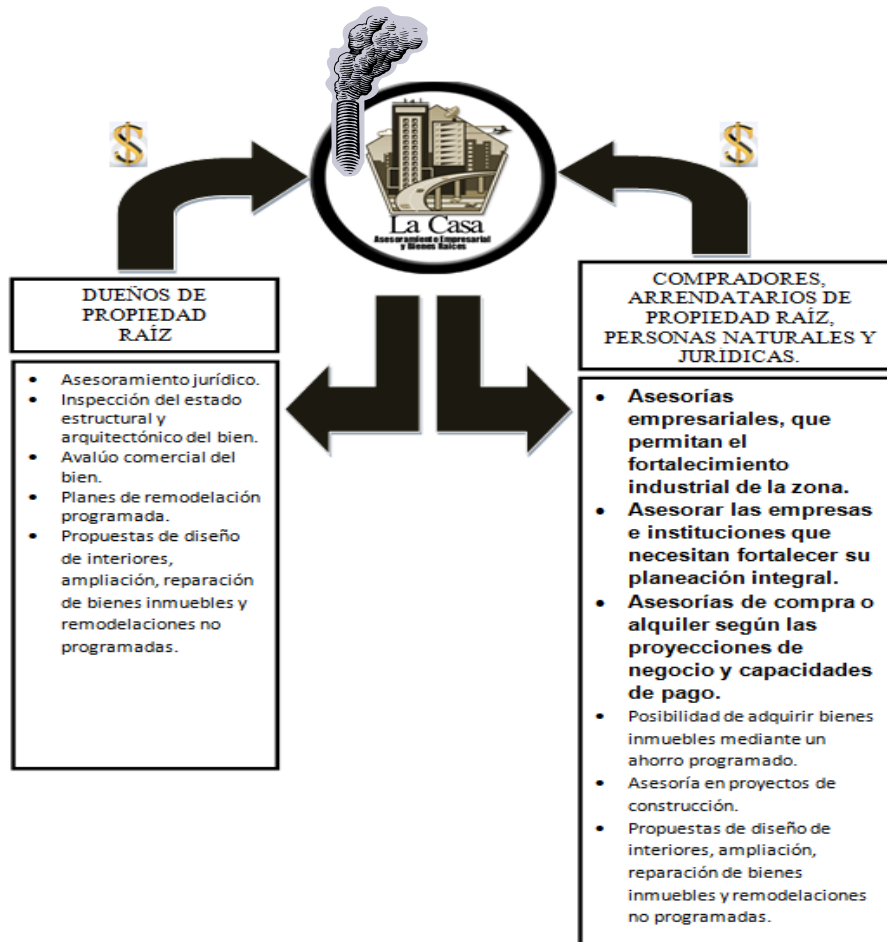 $
$
La Casa
Asesoramiento Empresarial
y Bienes Raíces
DUEÑOS DE
PROPIEDAD
RAÍZ
• Asesoramiento jurídico.
• Inspección del estado
estructural y
arquitectónico del bien.
• Avalúo comercial del
bien.
• Planes de remodelación
programada.
• Propuestas de diseño
de interiores,
ampliación, reparación
de bienes inmuebles y
remodelaciones no
programadas.
COMPRADORES,
ARRENDATARIOS DE
PROPIEDAD RAÍZ,
PERSONAS NATURALES Y
JURÍDICAS.
• Asesorías
empresariales, que
permitan el
fortalecimiento
industrial de la zona.
• Asesorar las empresas
e instituciones que
necesitan fortalecer su
planeación integral.
• Asesorías de compra o
alquiler según las
proyecciones de
negocio y capacidades
de pago.
• Posibilidad de adquirir bienes
inmuebles mediante un
ahorro programado.
• Asesoría en proyectos de
construcción.
• Propuestas de diseño de
interiores, ampliación,
reparación de bienes
inmuebles y remodelaciones
no programadas.